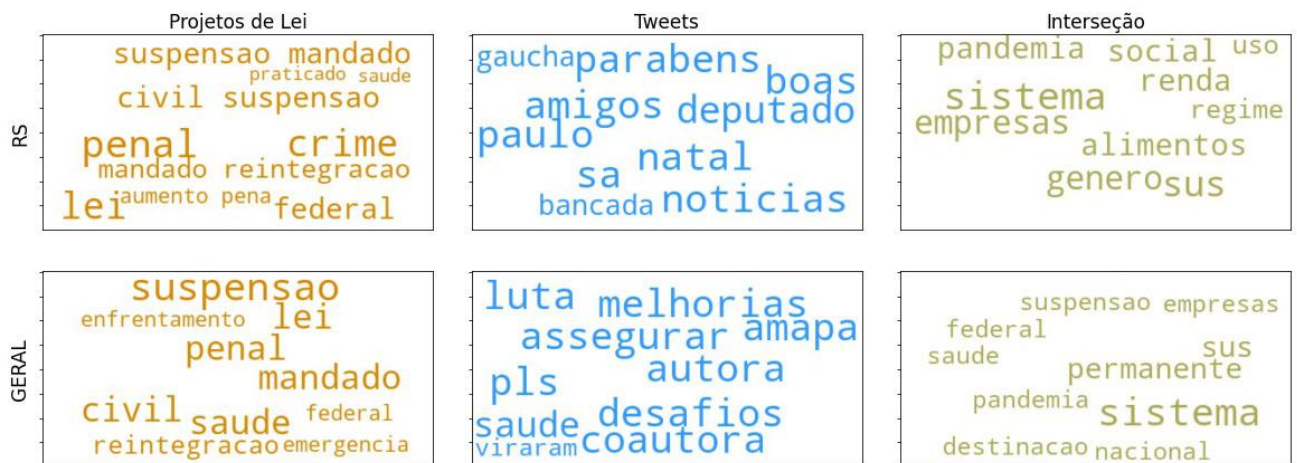 Projetos de Lei
Tweets
Interseção
RS
suspensao mandado
praticado saude
civil suspensao
penal crime
mandado reintegracao
aumento pena
lei federal
gaucha parabens
boas
amigos deputado
paulo
natal
sa
bancada noticias
pandemia social uso
renda
sistema regime
empresas
alimentos
genero sus
GERAL
suspensao
enfrentamento lei
penal
mandado
civil saude federal
reintegracao emergencia
luta melhorias
assegurar amapa
autora
pls
saude desafios
viraram coautora
suspensao empresas
federal
saude sus
permanente
pandemia sistema
destinacao nacional